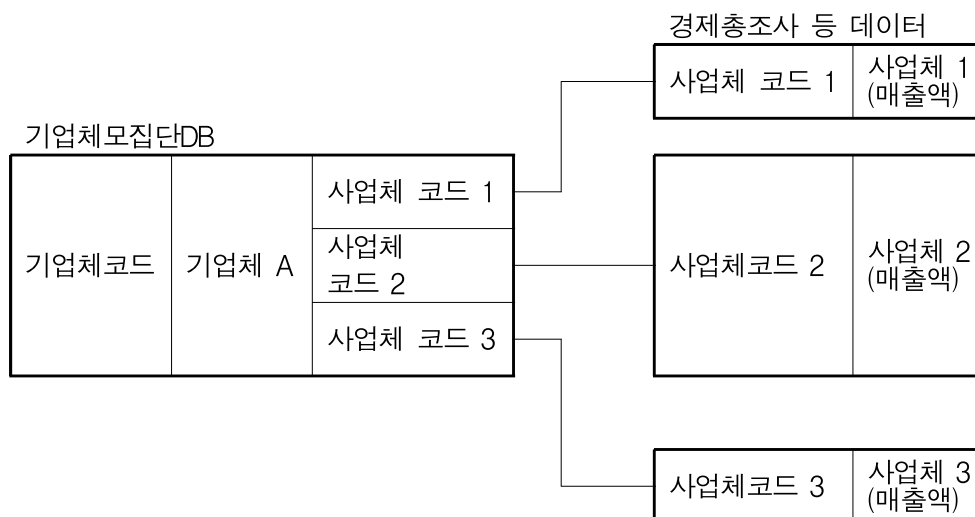 경제총조사 등 데이터
사업체 코드 1
사업체 1
(매출액)
기업체모집단DB
기업체코드
기업체 A
사업체 코드 1
사업체
코드 2
사업체 코드 3
사업체코드 2
사업체 2
(매출액)
사업체코드 3
사업체 3
(매출액)